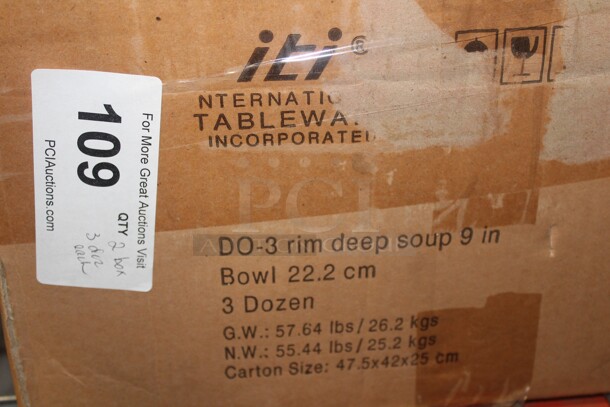 iti ®
NTERNATIO
TABLEWA
INCORPORATE
DO-3 rim deep soup 9 in
Bowl 22.2 cm
3 Dozen
G.W.: 57.64 lbs / 26.2 kgs
N.W.: 55.44 lbs / 25.2 kgs
Carton Size: 47.5x42x25 cm
For More Great Auctions Visit
109
QTY 2 box
3 doz
each
PCIAuctions.com
PCI